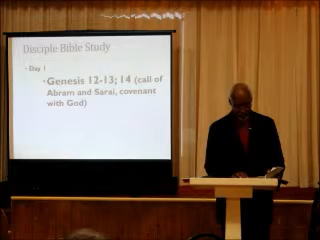 Disciple Bible Study
• Day 1
• Genesis 12-13; 14 (call of
Abram and Sarai, covenant
with God)